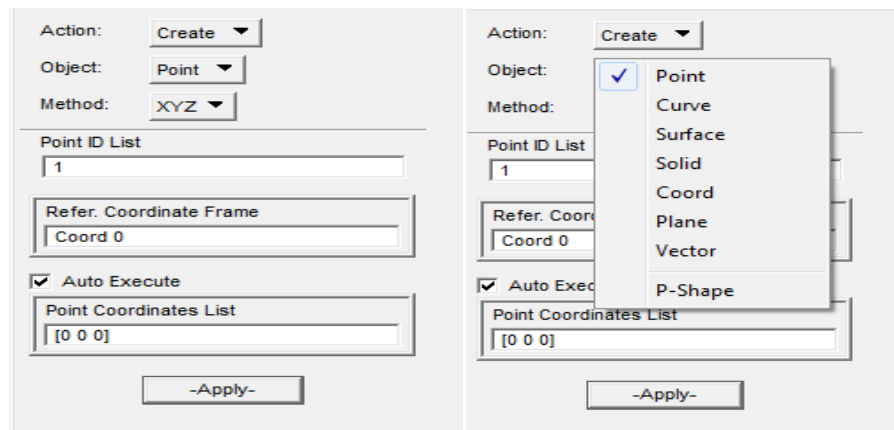 Action: Create
Object: Point
Method: XYZ
Point ID List
1
Refer. Coordinate Frame
Coord 0
Auto Execute
Point Coordinates List
[0 0 0]
-Apply-
Action: Create
Object:
Method:
Point
Curve
Surface
Solid
Coord
Plane
Vector
P-Shape
Point ID List
1
Refer. Coor
Coord 0
Auto Exec
Point Coordinates List
[0 0 0]
-Apply-